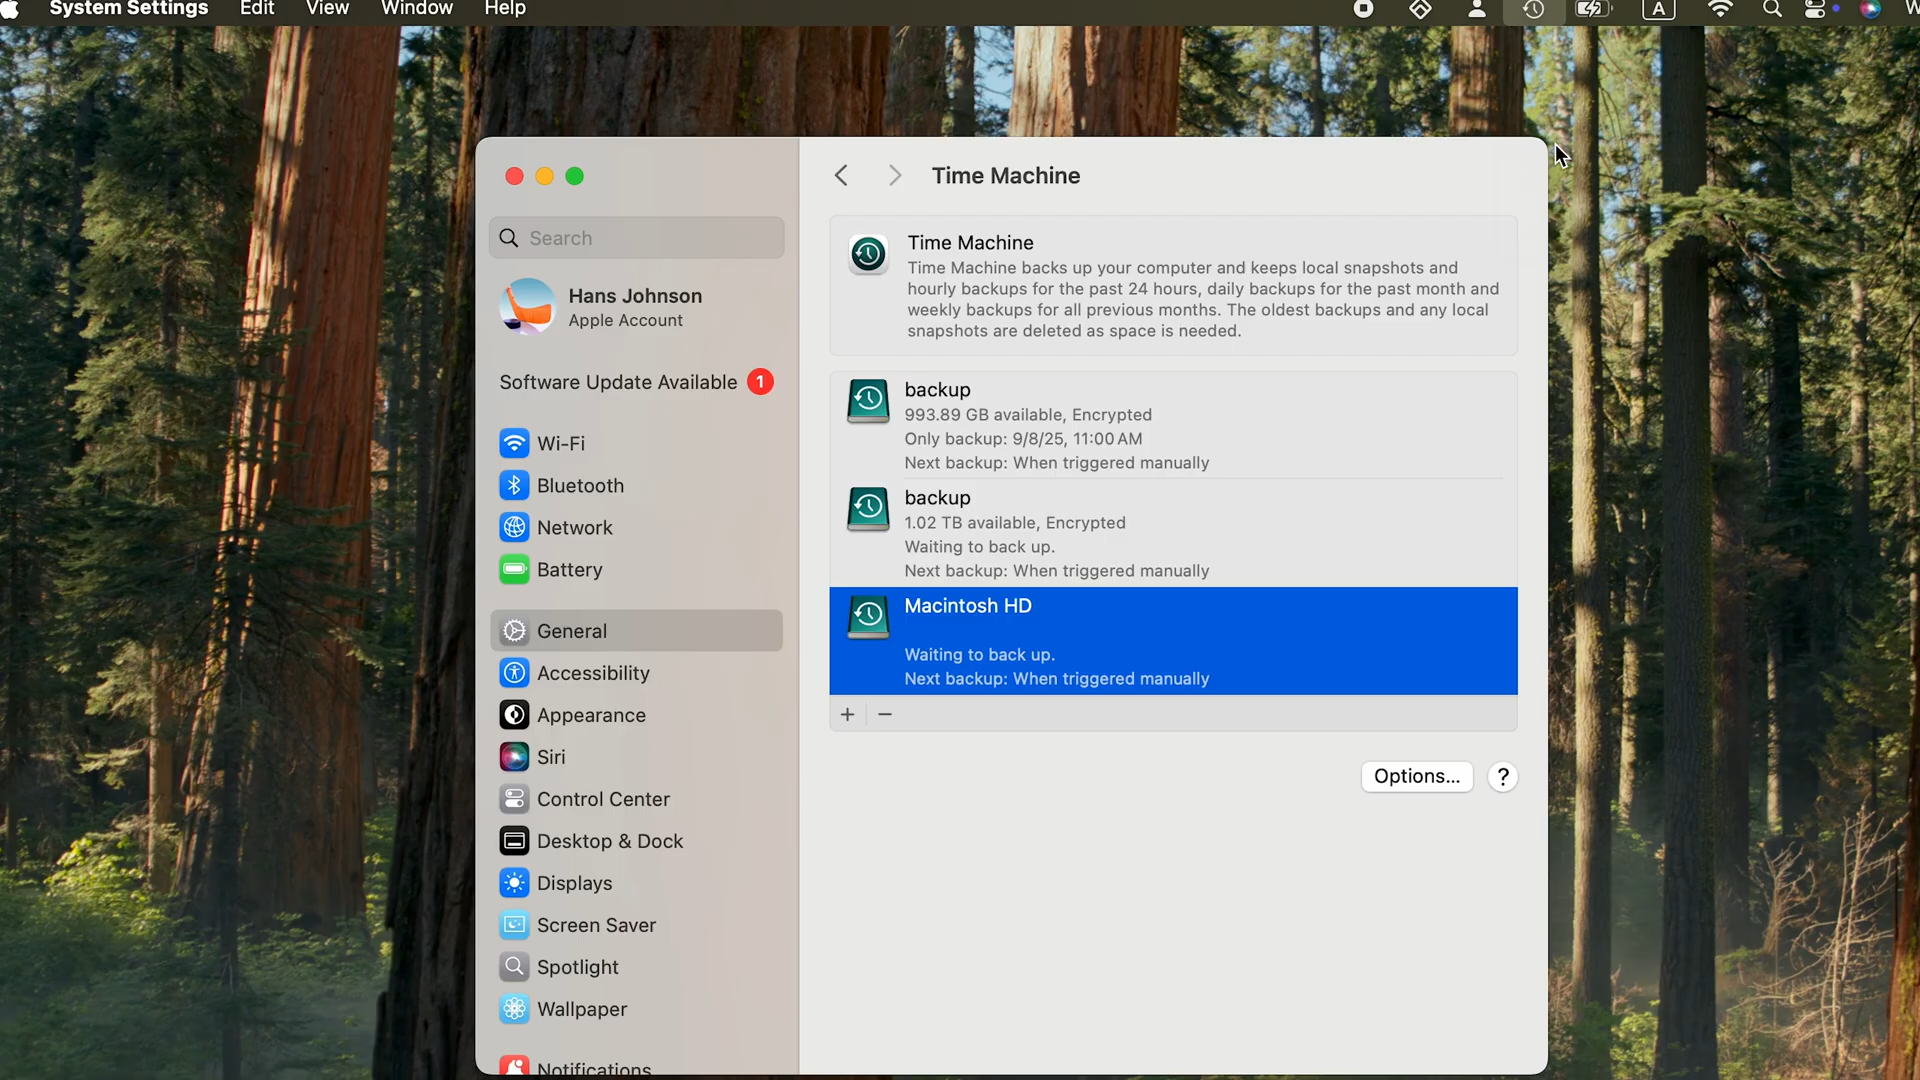 System Settings Edit View Window Help
A
Time Machine
Search
Hans Johnson
Apple Account
Software Update Available 1
Wi-Fi
Bluetooth
Network
Battery
General
Accessibility
Appearance
Siri
Control Center
Desktop & Dock
Displays
Screen Saver
Spotlight
Wallpaper
Notifications
Time Machine
Time Machine backs up your computer and keeps local snapshots and
hourly backups for the past 24 hours, daily backups for the past month and
weekly backups for all previous months. The oldest backups and any local
snapshots are deleted as space is needed.
backup
993.89 GB available, Encrypted
Only backup: 9/8/25, 11:00 AM
Next backup: When triggered manually
backup
1.02 TB available, Encrypted
Waiting to back up.
Next backup: When triggered manually
Macintosh HD
Waiting to back up.
Next backup: When triggered manually
+ −
Options... ?